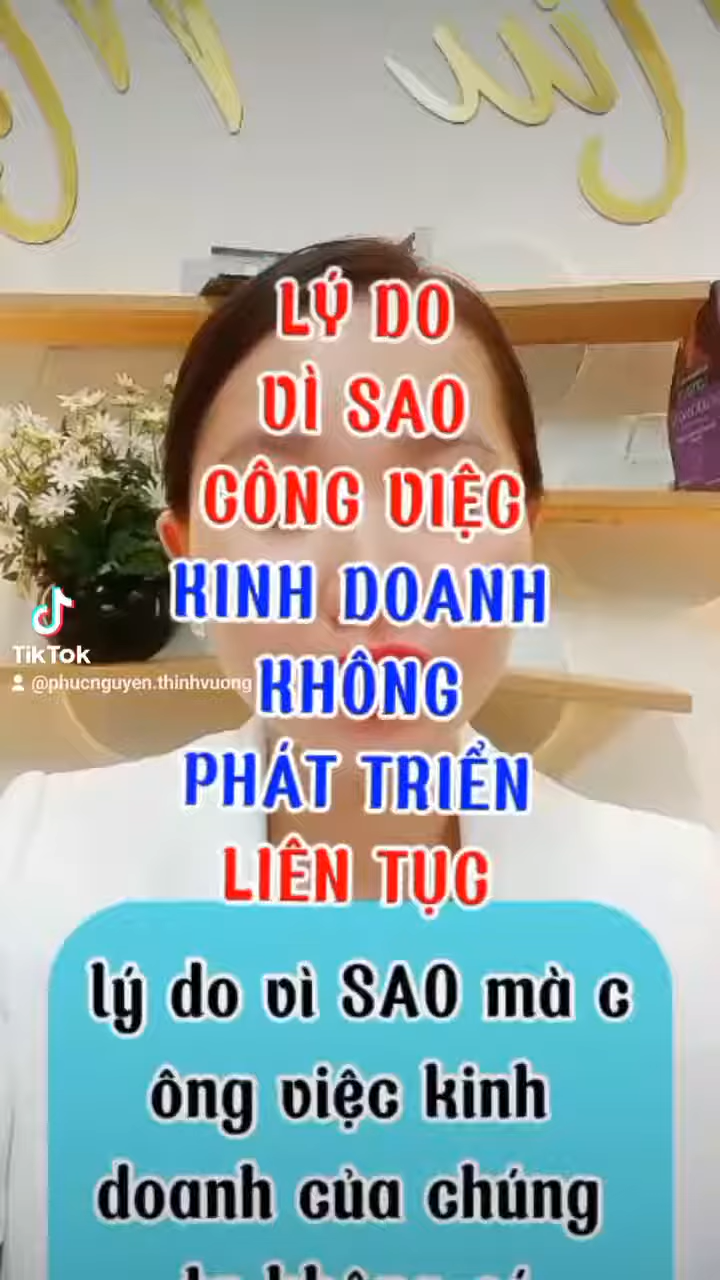 LÝ DO
VÌ SAO
CÔNG VIỆC
KINH DOANH
TikTok
@phucnguyen.thinhvuong
KHÔNG
PHÁT TRIỂN
LIÊN TỤC
lý do vì SAO mà c
ông việc kinh
doanh của chúng